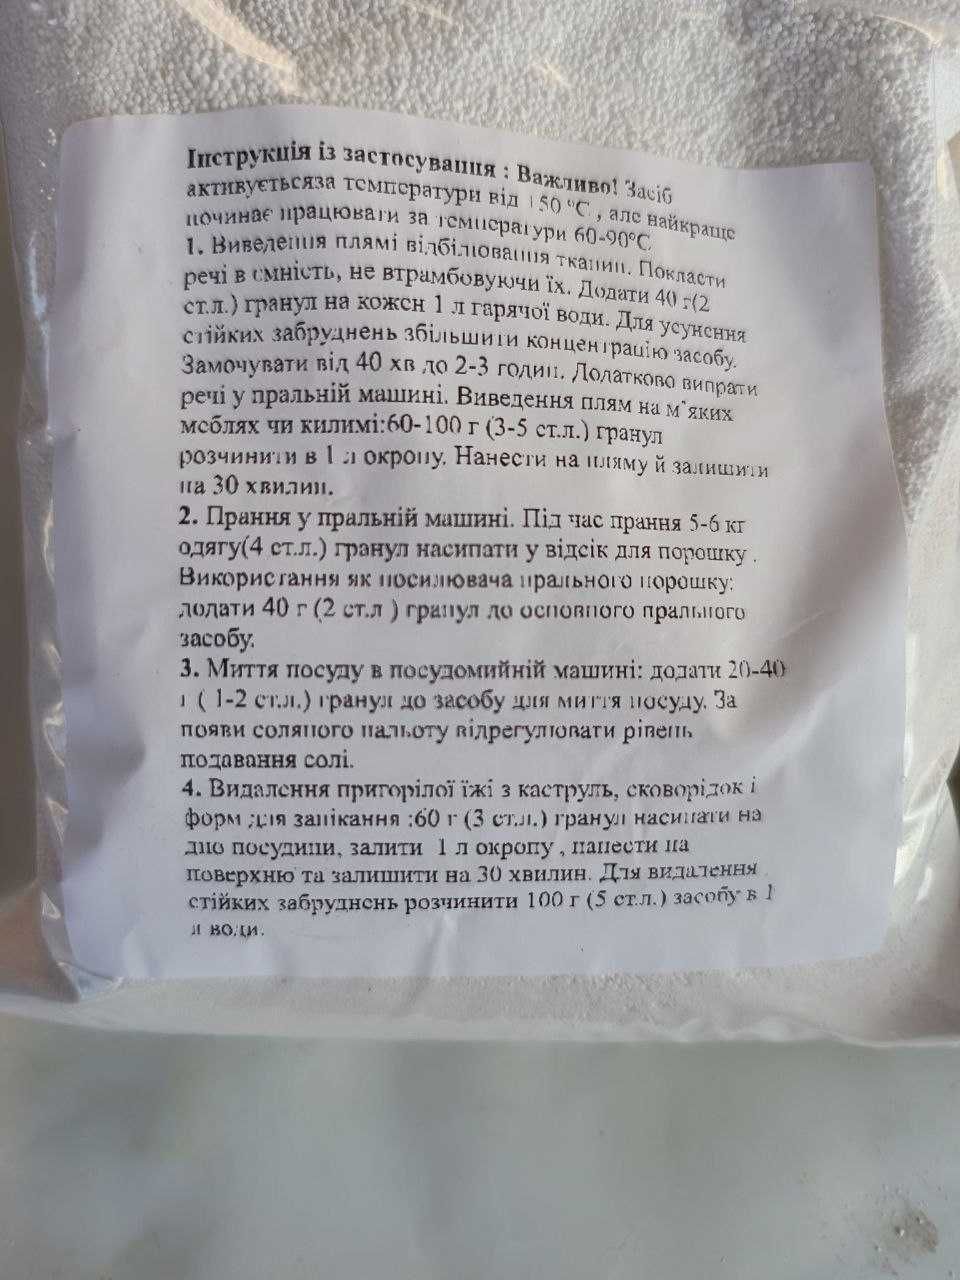 Інструкція із застосування : Важливо! Засіб
активуєтьсяза температури від +50 °С , але найкраще
починає працювати за температури 60-90°С
1. Виведення плямі відбілювання тканин. Покласти
речі в ємність, не втрамбовуючи їх. Додати 40 г(2
ст.л.) гранул на кожен 1 л гарячої води. Для усунення
стійких забруднень збільшити концентрацію засобу.
Замочувати від 40 хв до 2-3 годин. Додатково випрати
речі у пральній машині. Виведення плям на м'яких
меблях чи килимі:60-100 г (3-5 ст.л.) гранул
розчинити в 1 л окропу. Нанести на пляму й залишити
на 30 хвилин.
2. Прання у пральній машині. Під час прання 5-6 кг
одягу(4 ст.л.) гранул насипати у відсік для порошку .
Використання як посилювача прального порошку:
додати 40 г (2 ст.л ) гранул до основного прального
засобу.
3. Миття посуду в посудомийній машині: додати 20-40
г ( 1-2 ст.л.) гранул до засобу для миття посуду. За
появи соляного нальоту відрегулювати рівень
подавання солі.
4. Видалення пригорілої їжі з каструль, сковорідок і
форм для запікання :60 г (3 ст.л.) гранул насипати на
дно посудини, залити 1 л окропу , нанести на
поверхню та залишити на 30 хвилин. Для видалення
стійких забруднень розчинити 100 г (5 ст.л.) засобу в 1
л води.